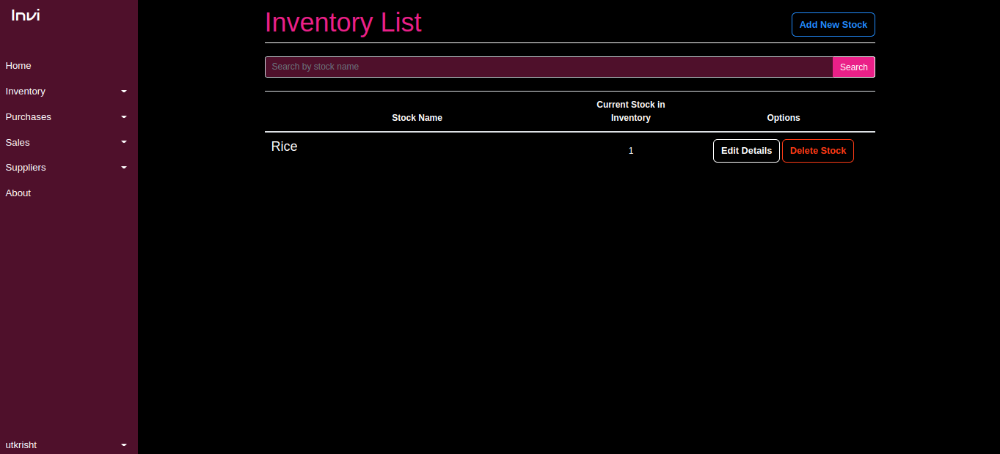 Invi
Home
Inventory
Purchases
Sales
Suppliers
About
utkrisht
Inventory List
Add New Stock
Search by stock name
Search
Stock Name
Current Stock in
Inventory
Options
Rice
1
Edit Details
Delete Stock